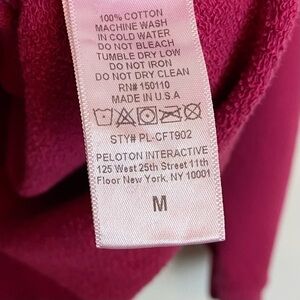 100% COTTON
MACHINE WASH
IN COLD WATER
DO NOT BLEACH
TUMBLE DRY LOW
DO NOT IRON
DO NOT DRY CLEAN
RN# 150110
MADE IN U.S.A
STY# PL-CFT902
PELOTON INTERACTIVE
125 West 25th Street 11th
Floor New York, NY 10001
M